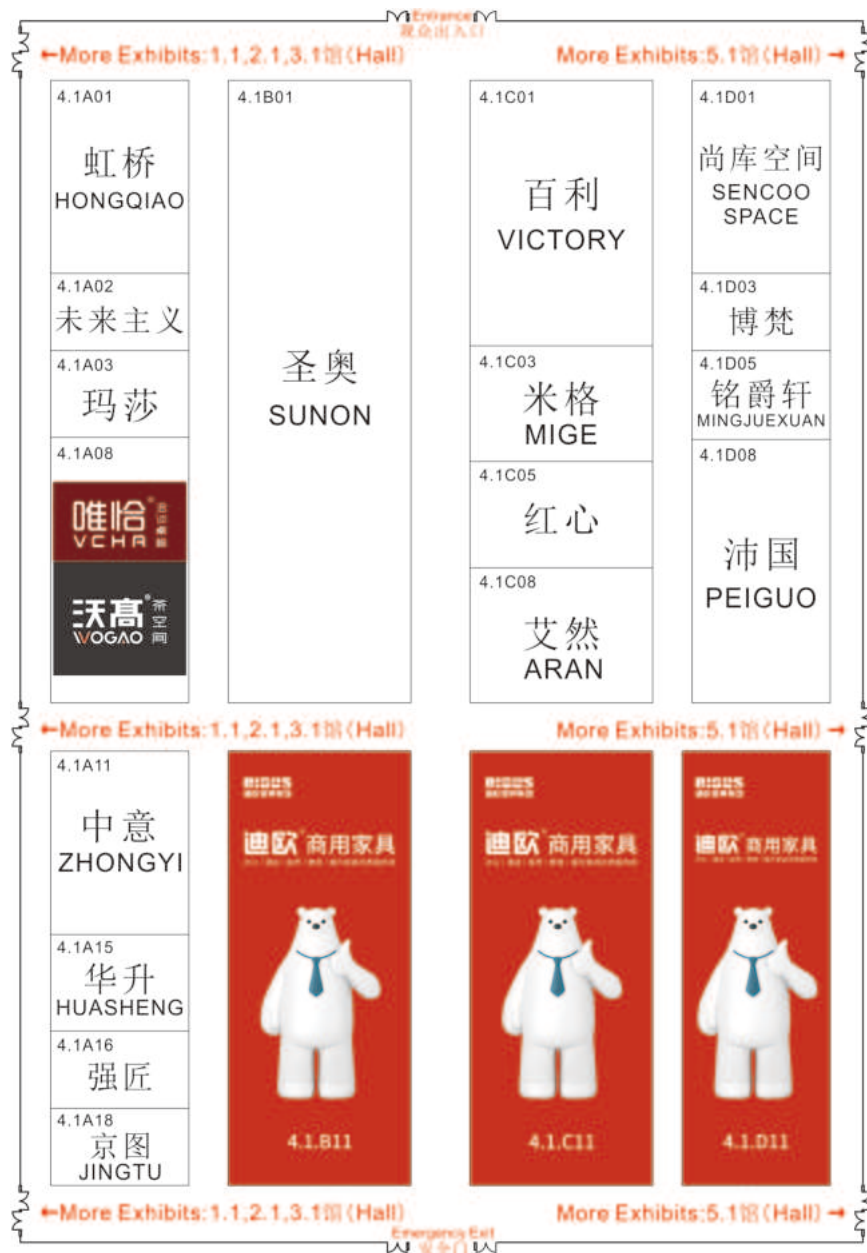 Entrance
观众出入口
←More Exhibits:1.1,2.1,3.1馆(Hall)
More Exhibits:5.1馆(Hall)→
4.1A01
虹桥
HONGQIAO
4.1A02
未来主义
4.1A03
玛莎
4.1A08
唯恰®
VCHA
沃高®
茶空间
WOGAO
4.1B01
圣奥
SUNON
4.1C01
百利
VICTORY
4.1C03
米格
MIGE
4.1C05
红心
4.1C08
艾然
ARAN
4.1D01
尚库空间
SENCOO
SPACE
4.1D03
博梵
4.1D05
铭爵轩
MINGJUEXUAN
4.1D08
沛国
PEIGUO
←More Exhibits:1.1,2.1,3.1馆(Hall)
More Exhibits:5.1馆(Hall)→
4.1A11
中意
ZHONGYI
4.1A15
华升
HUASHENG
4.1A16
强匠
4.1A18
京图
JINGTU
迪欧®商用家具
4.1.B11
迪欧®商用家具
4.1.C11
迪欧®商用家具
4.1.D11
←More Exhibits:1.1,2.1,3.1馆(Hall)
More Exhibits:5.1馆(Hall)→
Emergency Exit
安全门